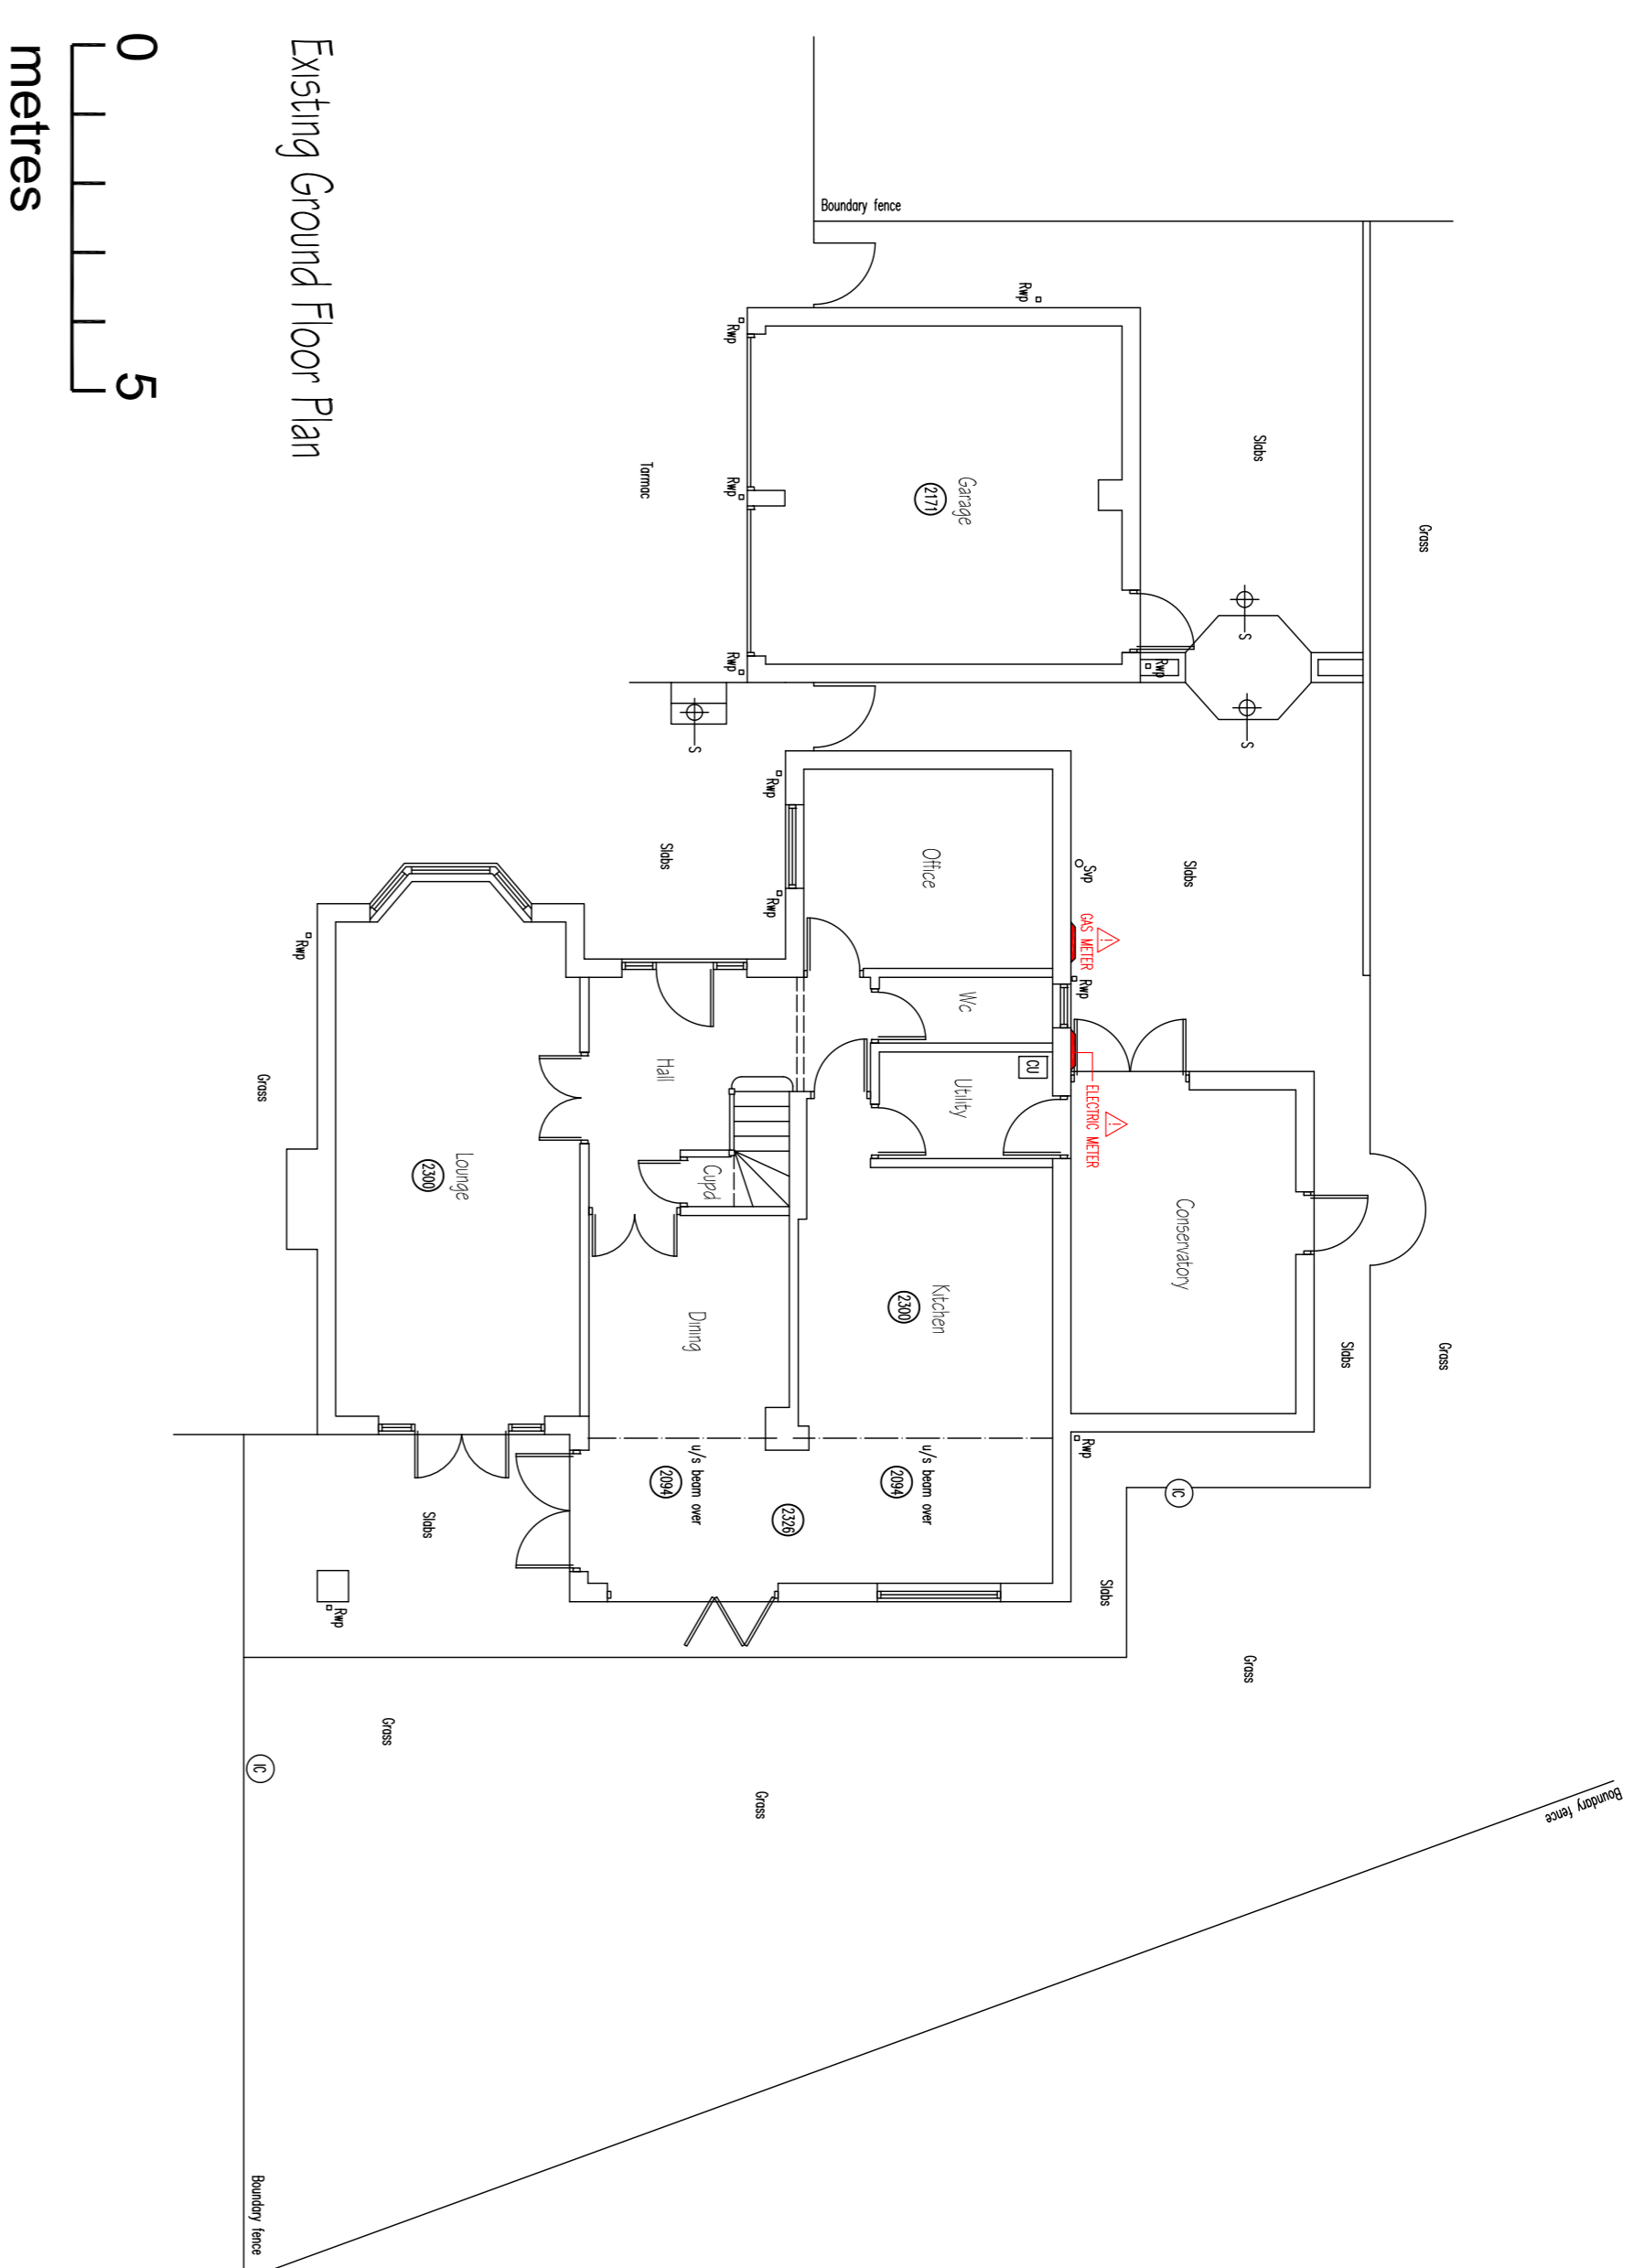 Boundary fence
Grass
Grass
Slabs
Slabs
Slabs
Slabs
Grass
Boundary fence
Rwp
S
S
Rwp
Garage
2171
Svp
GAS METER
Rwp
ELECTRIC METER
Conservatory
Rwp
IC
Office
Wc
CU
Utility
Kitchen
2300
u/s beam over
2094
2326
Rwp
Rwp
Rwp
Tarmac
S
Rwp
Rwp
Slabs
Hall
Cupd
Dining
u/s beam over
2094
Grass
Lounge
2300
Rwp
Grass
Slabs
Rwp
Grass
IC
Boundary fence
Existing Ground Floor Plan
0 5
metres